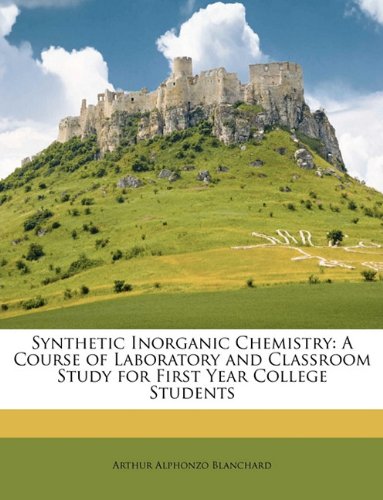 Synthetic Inorganic Chemistry: A
Course of Laboratory and Classroom
Study for First Year College
Students
Arthur Alphonzo Blanchard